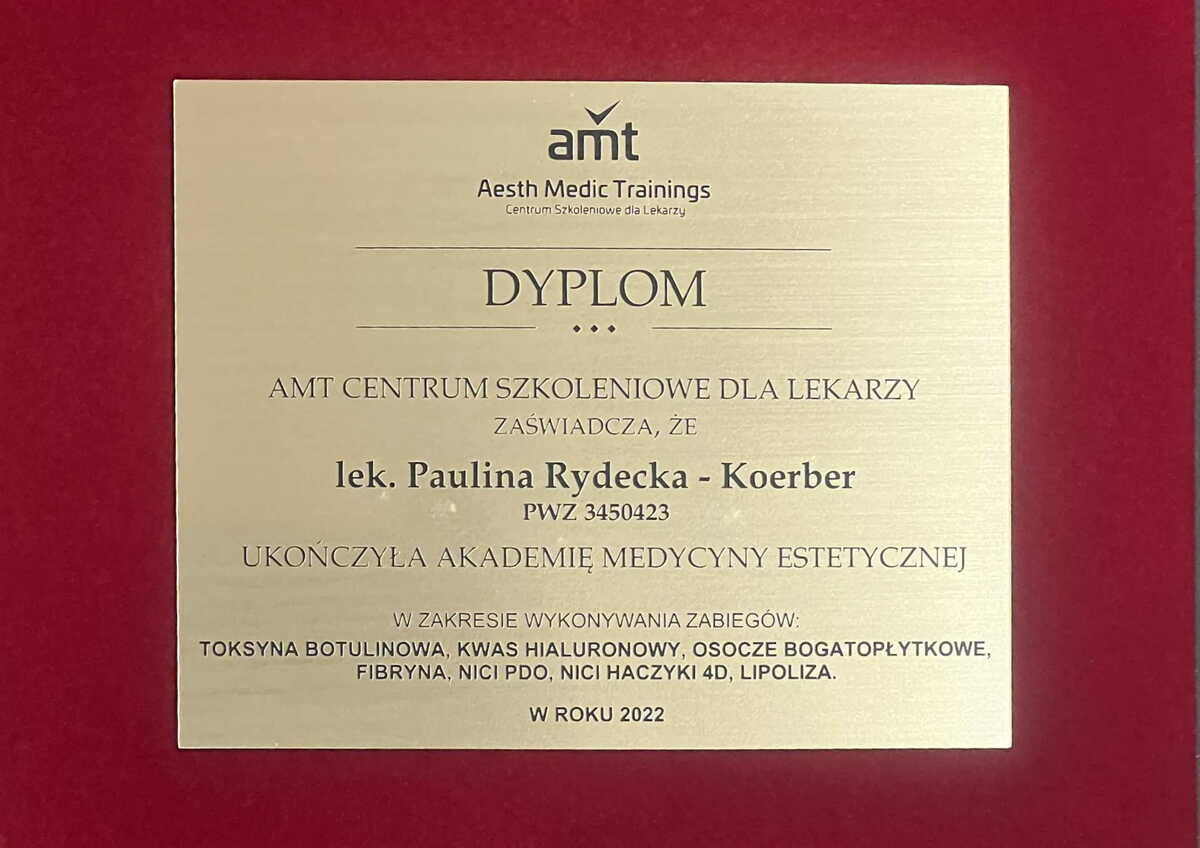 amt
Aesth Medic Trainings
Centrum Szkoleniowe dla Lekarzy
DYPLOM
AMT CENTRUM SZKOLENIOWE DLA LEKARZY
ZAŚWIADCZA, ŻE
lek. Paulina Rydecka - Koerber
PWZ 3450423
UKOŃCZYŁA AKADEMIĘ MEDYCYNY ESTETYCZNEJ
W ZAKRESIE WYKONYWANIA ZABIEGÓW:
TOKSYNA BOTULINOWA, KWAS HIALURONOWY, OSOCZE BOGATOPŁYTKOWE,
FIBRYNA, NICI PDO, NICI HACZYKI 4D, LIPOLIZA.
W ROKU 2022